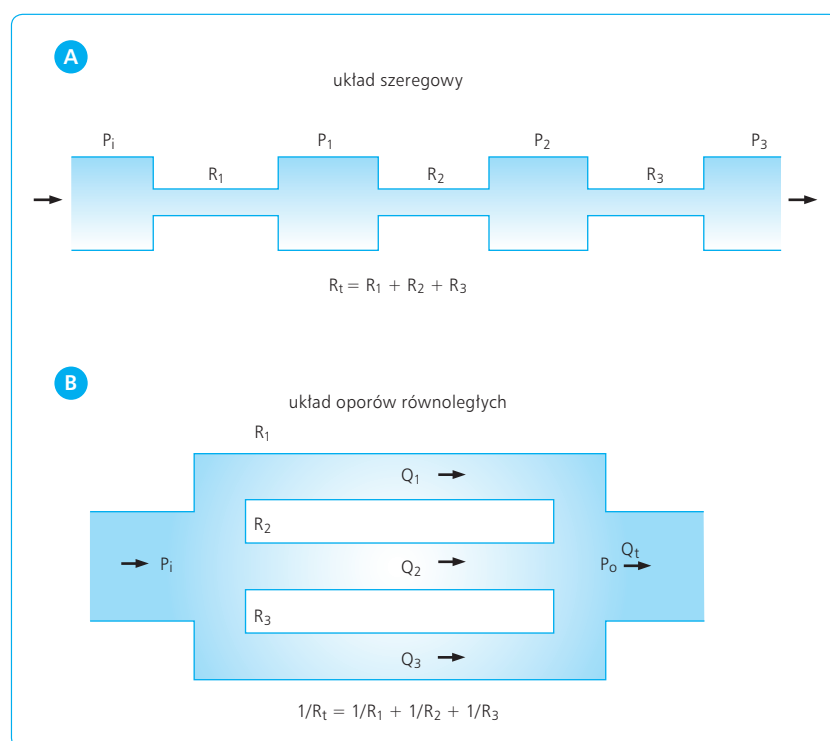 A
układ szeregowy
Pi P1 P2 P3
R1 R2 R3
Rt = R1 + R2 + R3
B
układ oporów równoległych
R1
Q1
R2
Pi Q2 Po Qt
R3
Q3
1/Rt = 1/R1 + 1/R2 + 1/R3